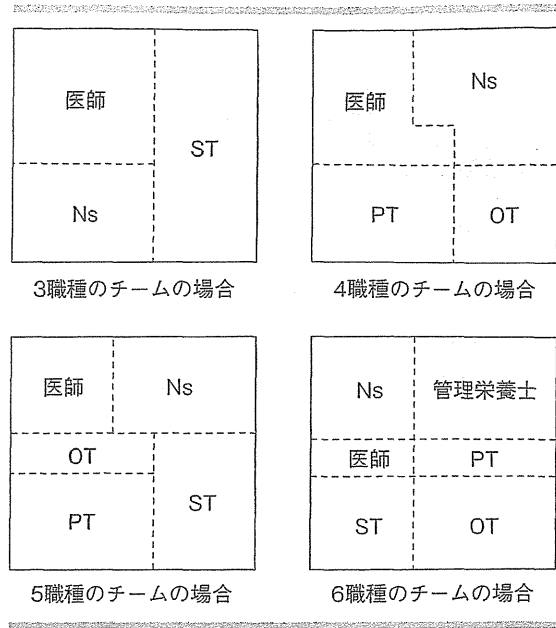 医師
ST
Ns
3職種のチームの場合
医師
Ns
PT
OT
4職種のチームの場合
医師
Ns
OT
ST
PT
5職種のチームの場合
Ns
管理栄養士
医師
PT
ST
OT
6職種のチームの場合